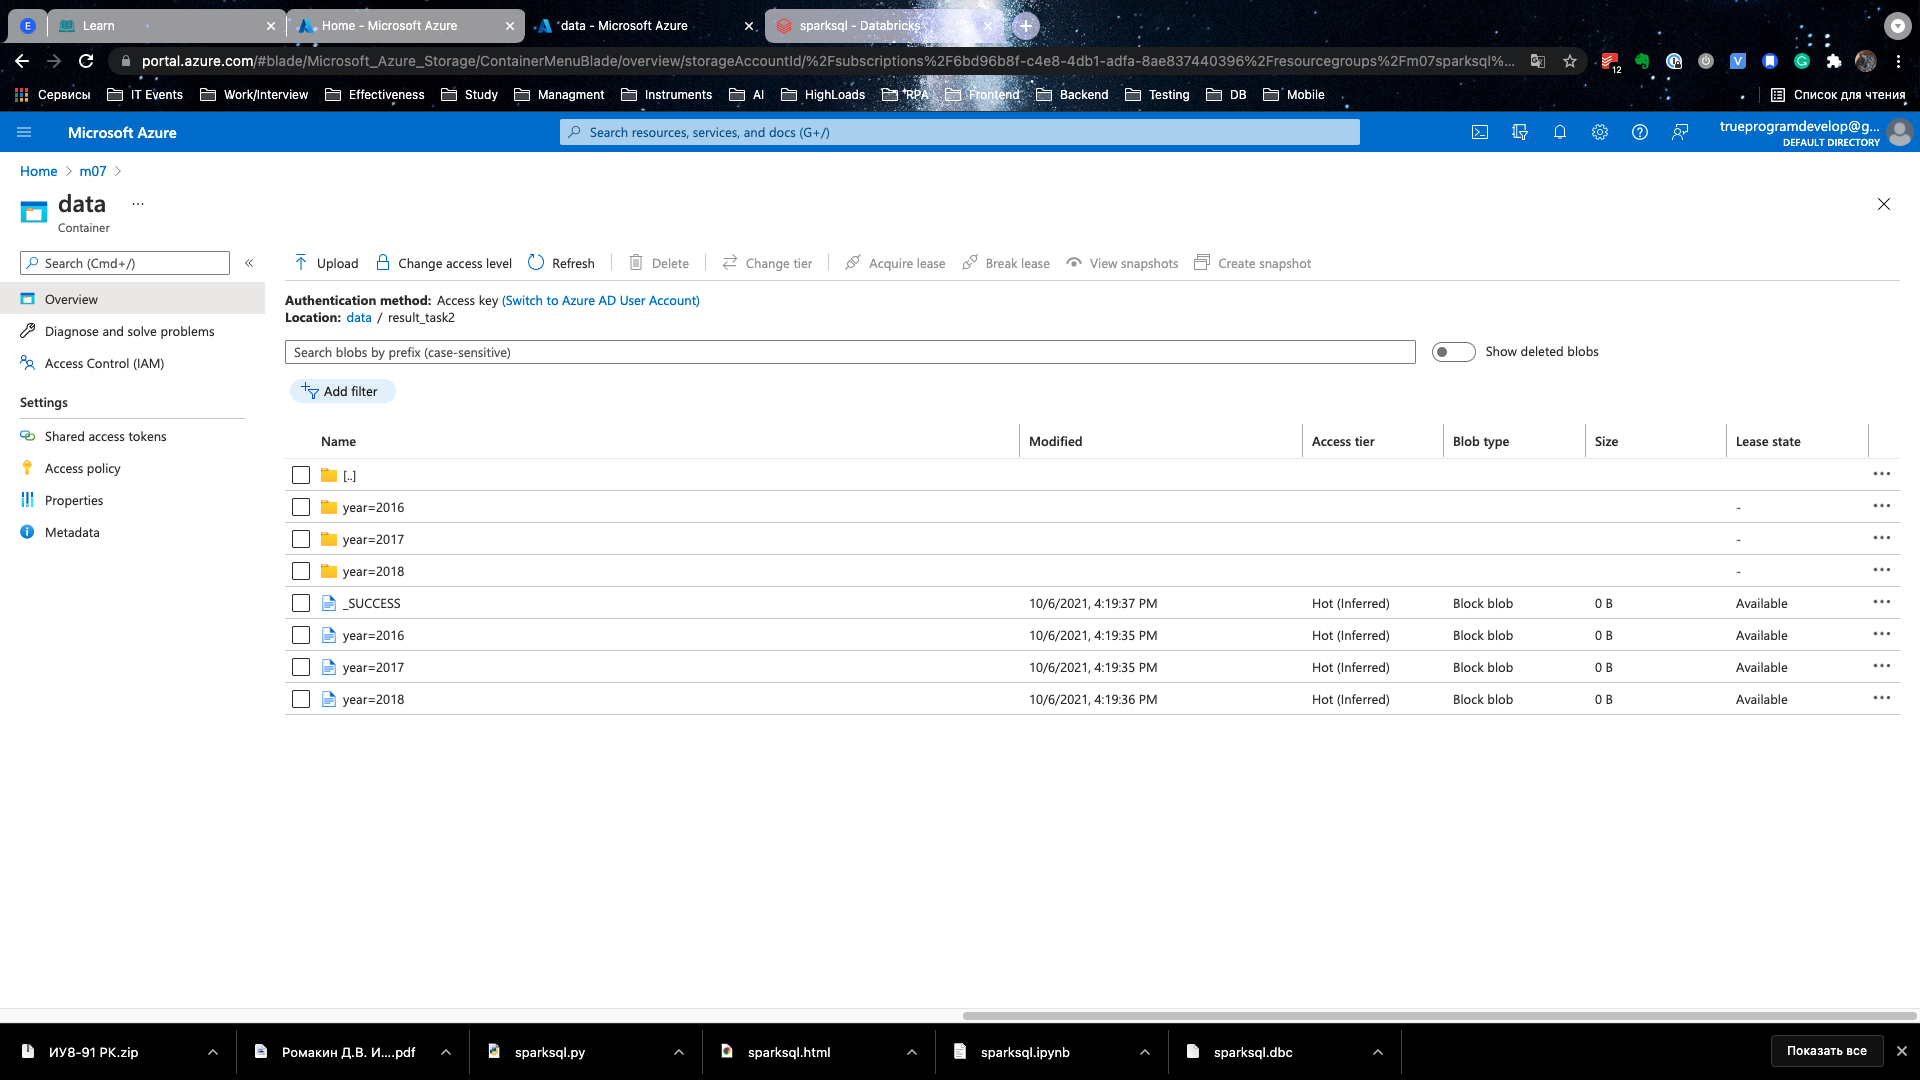 E
Learn
Home - Microsoft Azure
data - Microsoft Azure
sparksql - Databricks
portal.azure.com/#blade/Microsoft_Azure_Storage/ContainerMenuBlade/overview/storageAccountId/%2Fsubscriptions%2F6bd96b8f-c4e8-4db1-adfa-8ae837440396%2Fresourcegroups%2Fm07sparksql%...
12
Сервисы
IT Events
Work/Interview
Effectiveness
Study
Managment
Instruments
AI
HighLoads
RPA
Frontend
Backend
Testing
DB
Mobile
Список для чтения
Microsoft Azure
Search resources, services, and docs (G+/)
trueprogramdevelop@g...
DEFAULT DIRECTORY
Home > m07 >
data ...
Container
Search (Cmd+/)
«
Upload
Change access level
Refresh
Delete
Change tier
Acquire lease
Break lease
View snapshots
Create snapshot
Overview
Diagnose and solve problems
Access Control (IAM)
Settings
Shared access tokens
Access policy
Properties
Metadata
Authentication method: Access key (Switch to Azure AD User Account)
Location: data / result_task2
Search blobs by prefix (case-sensitive)
Show deleted blobs
Add filter
Name Modified Access tier Blob type Size Lease state
[..]
year=2016 -
year=2017 -
year=2018 -
_SUCCESS 10/6/2021, 4:19:37 PM Hot (Inferred) Block blob 0 B Available
year=2016 10/6/2021, 4:19:35 PM Hot (Inferred) Block blob 0 B Available
year=2017 10/6/2021, 4:19:35 PM Hot (Inferred) Block blob 0 B Available
year=2018 10/6/2021, 4:19:36 PM Hot (Inferred) Block blob 0 B Available
ИУ8-91 РК.zip
Ромакин Д.В. И....pdf
sparksql.py
sparksql.html
sparksql.ipynb
sparksql.dbc
Показать все